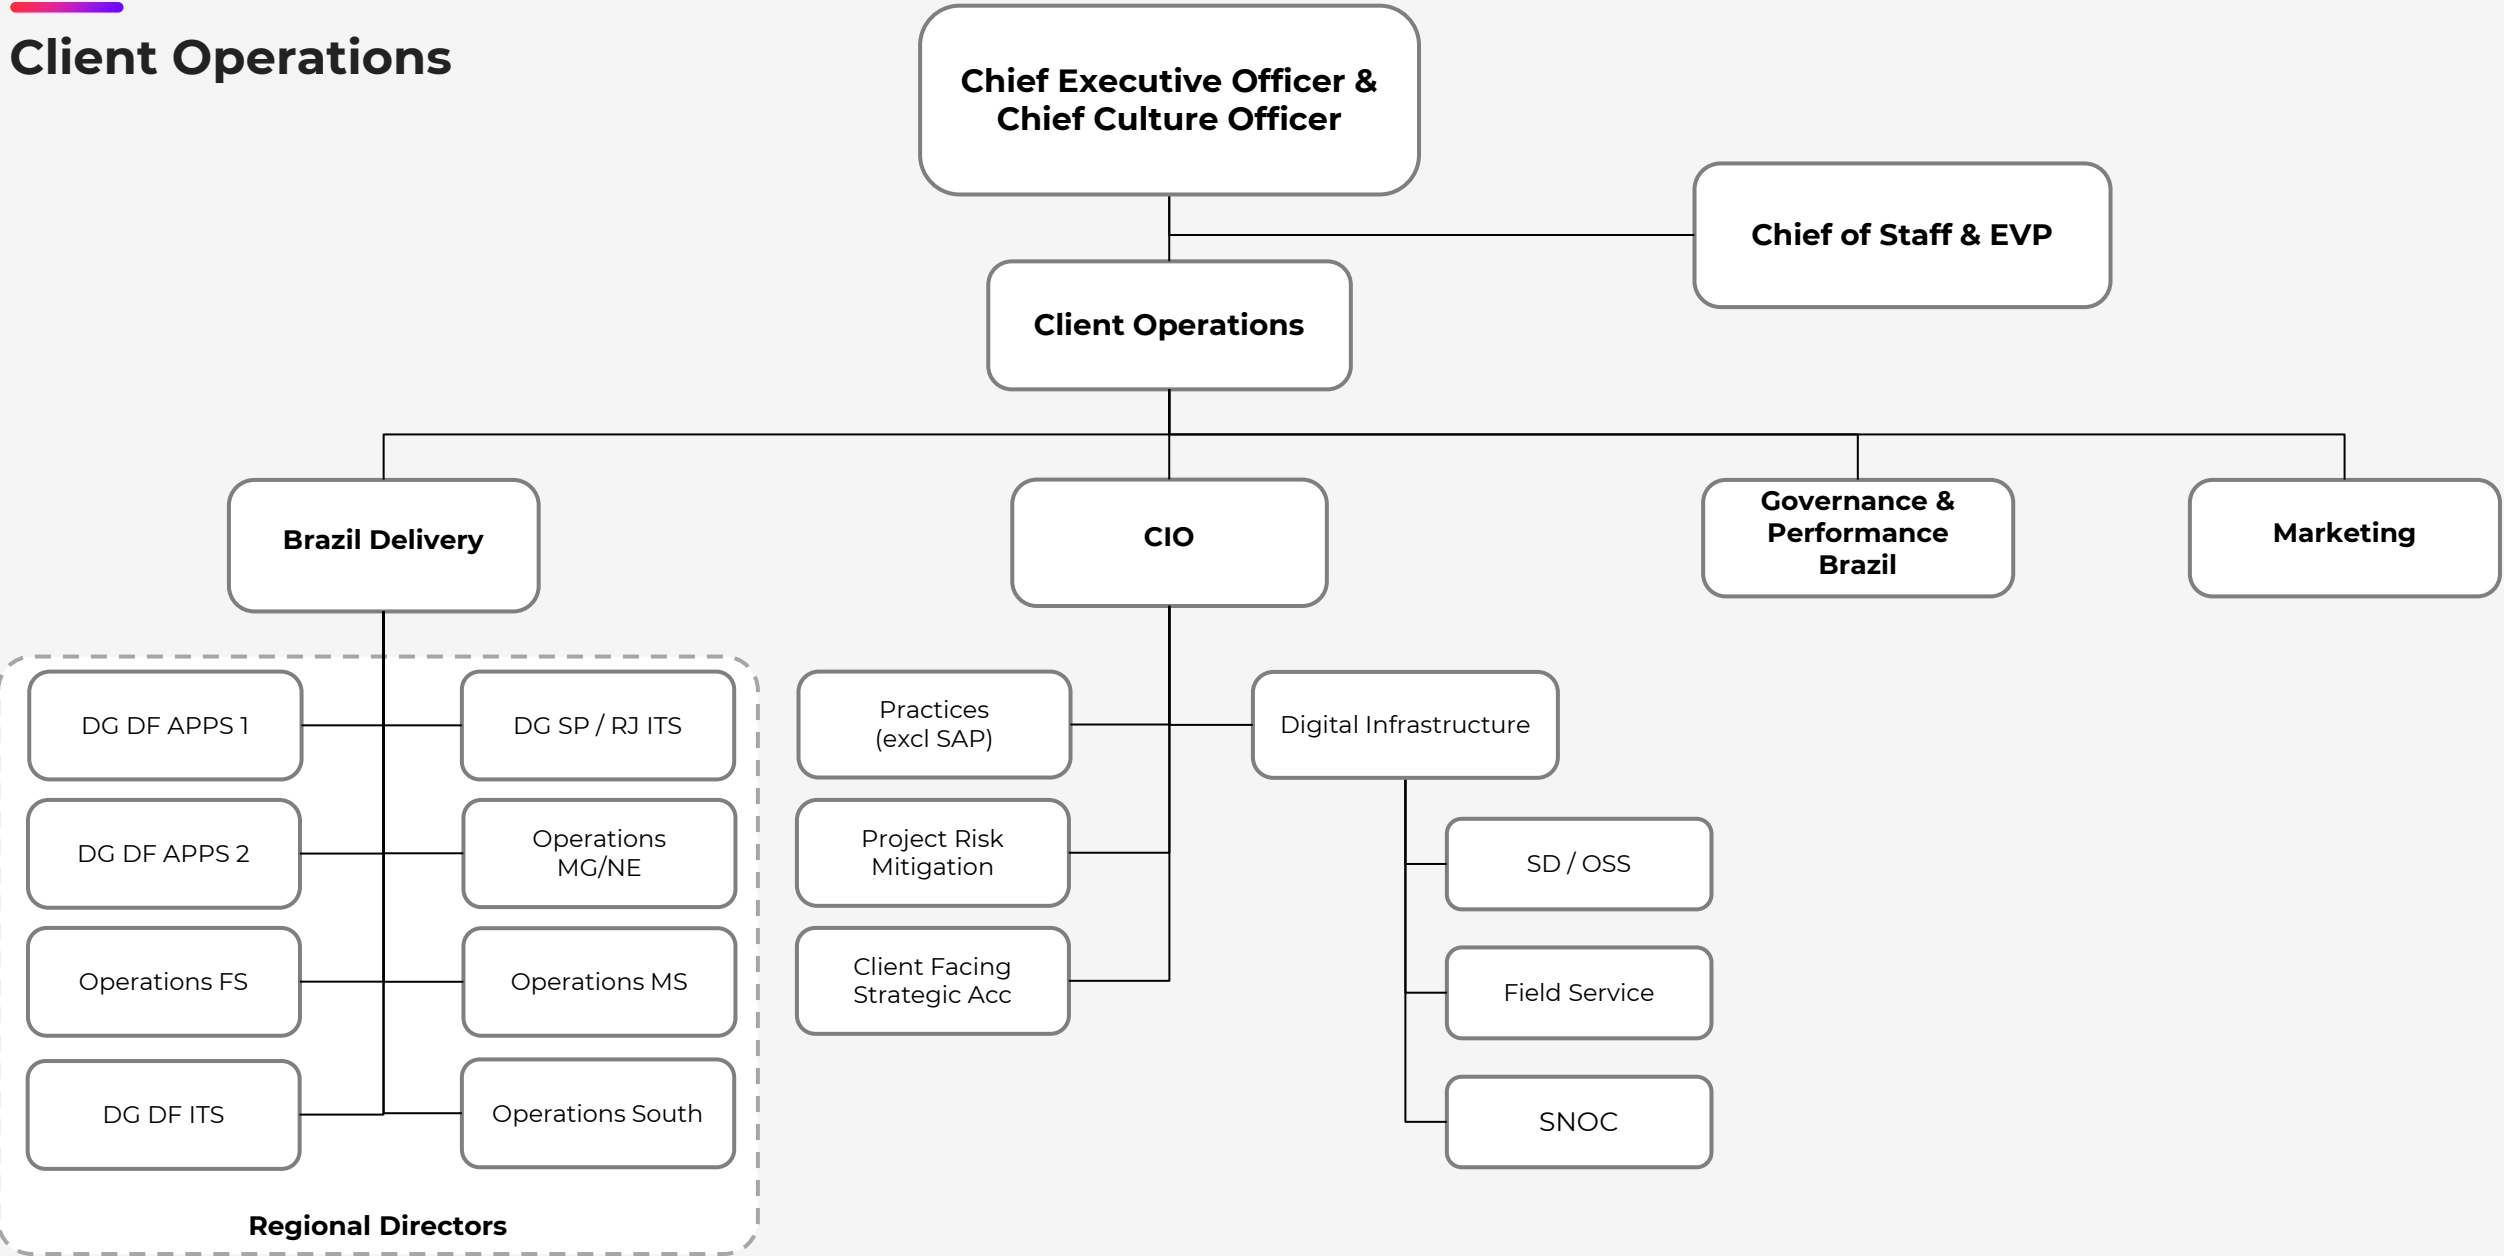 Client Operations
Chief Executive Officer &
Chief Culture Officer
Chief of Staff & EVP
Client Operations
Brazil Delivery
CIO
Governance &
Performance
Brazil
Marketing
DG DF APPS 1
DG SP / RJ ITS
DG DF APPS 2
Operations
MG/NE
Operations FS
Operations MS
DG DF ITS
Operations South
Regional Directors
Practices
(excl SAP)
Project Risk
Mitigation
Client Facing
Strategic Acc
Digital Infrastructure
SD / OSS
Field Service
SNOC